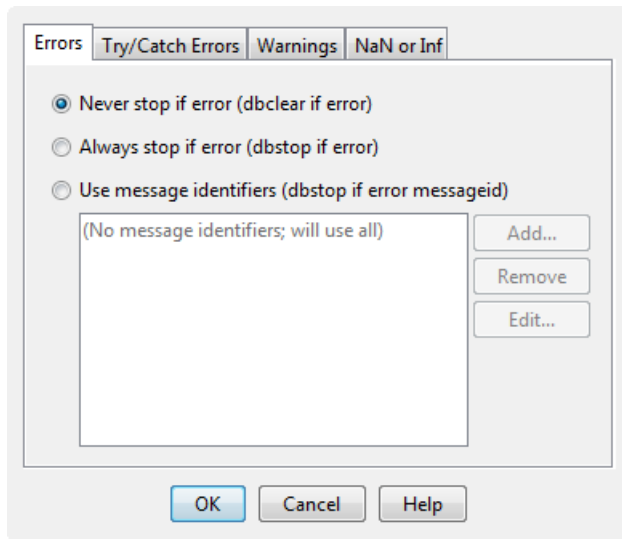 Errors Try/Catch Errors Warnings NaN or Inf
Never stop if error (dbclear if error)
Always stop if error (dbstop if error)
Use message identifiers (dbstop if error messageid)
(No message identifiers; will use all)
Add...
Remove
Edit...
OK Cancel Help